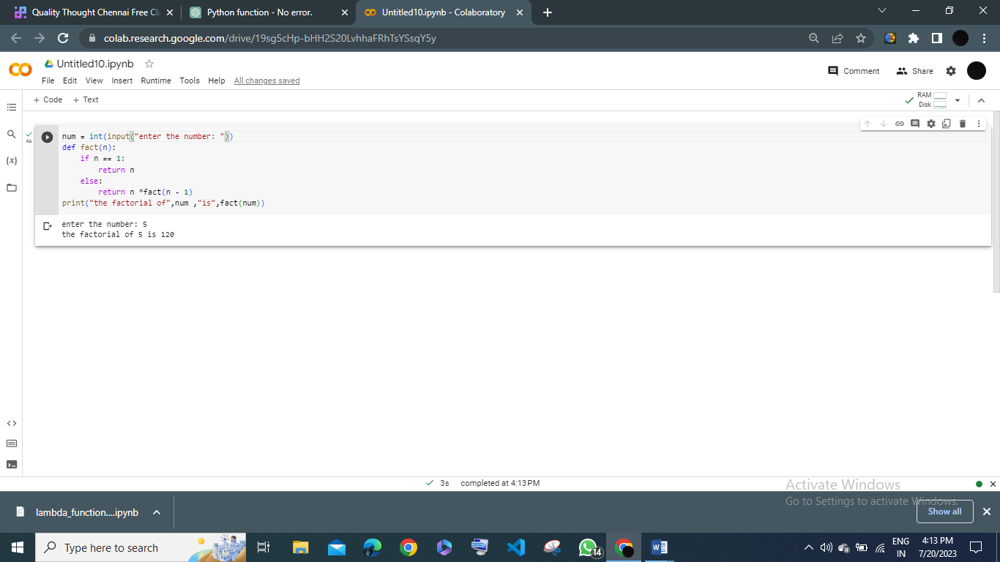 Quality Thought Chennai Free Cl
Python function - No error.
Untitled10.ipynb - Colaboratory
colab.research.google.com/drive/19sg5cHp-bHH2S20LvhhaFRhTsYSsqY5y
Untitled10.ipynb
File Edit View Insert Runtime Tools Help All changes saved
Comment Share
+ Code + Text
RAM
Disk
4s
num = int(input("enter the number: "))
def fact(n):
    if n == 1:
        return n
    else:
        return n *fact(n - 1)
print("the factorial of",num ,"is",fact(num))
enter the number: 5
the factorial of 5 is 120
{x}
3s completed at 4:13 PM
Activate Windows
Go to Settings to activate Windows.
lambda_function....ipynb
Show all
Type here to search
14
ENG
IN
4:13 PM
7/20/2023